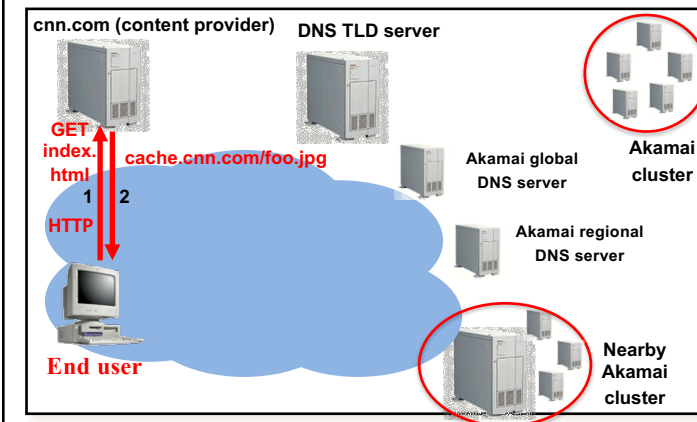 cnn.com (content provider)
DNS TLD server
GET
index.
html
cache.cnn.com/foo.jpg
1
2
HTTP
Akamai
cluster
Akamai global
DNS server
Akamai regional
DNS server
End user
Nearby
Akamai
cluster